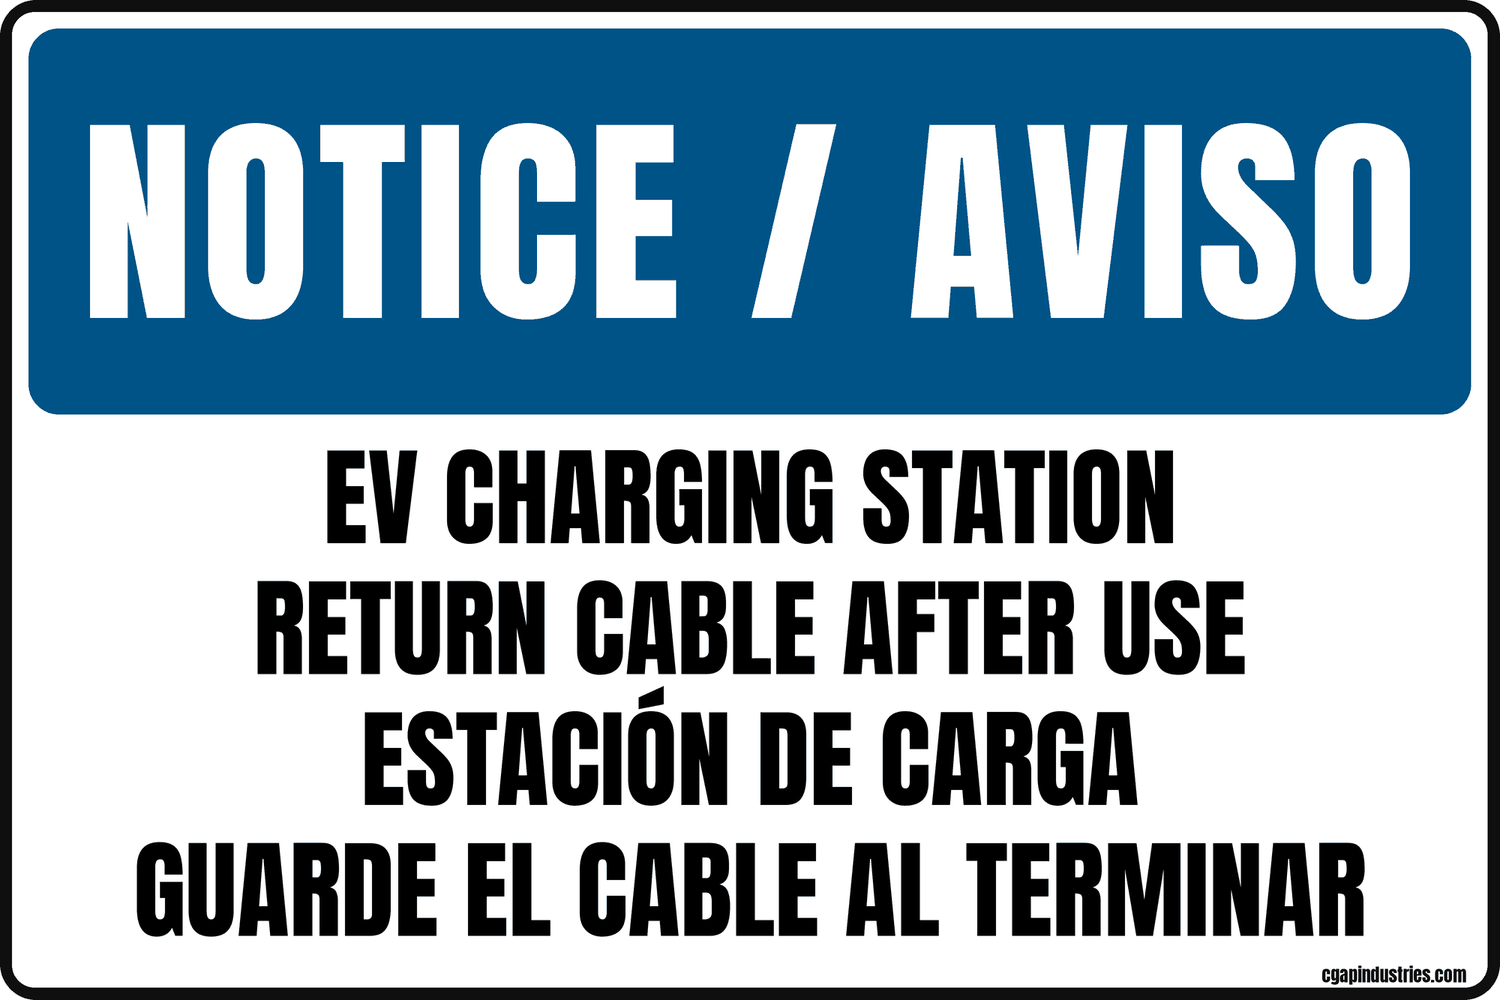 NOTICE / AVISO
EV CHARGING STATION
RETURN CABLE AFTER USE
ESTACIÓN DE CARGA
GUARDE EL CABLE AL TERMINAR
cgapindustries.com